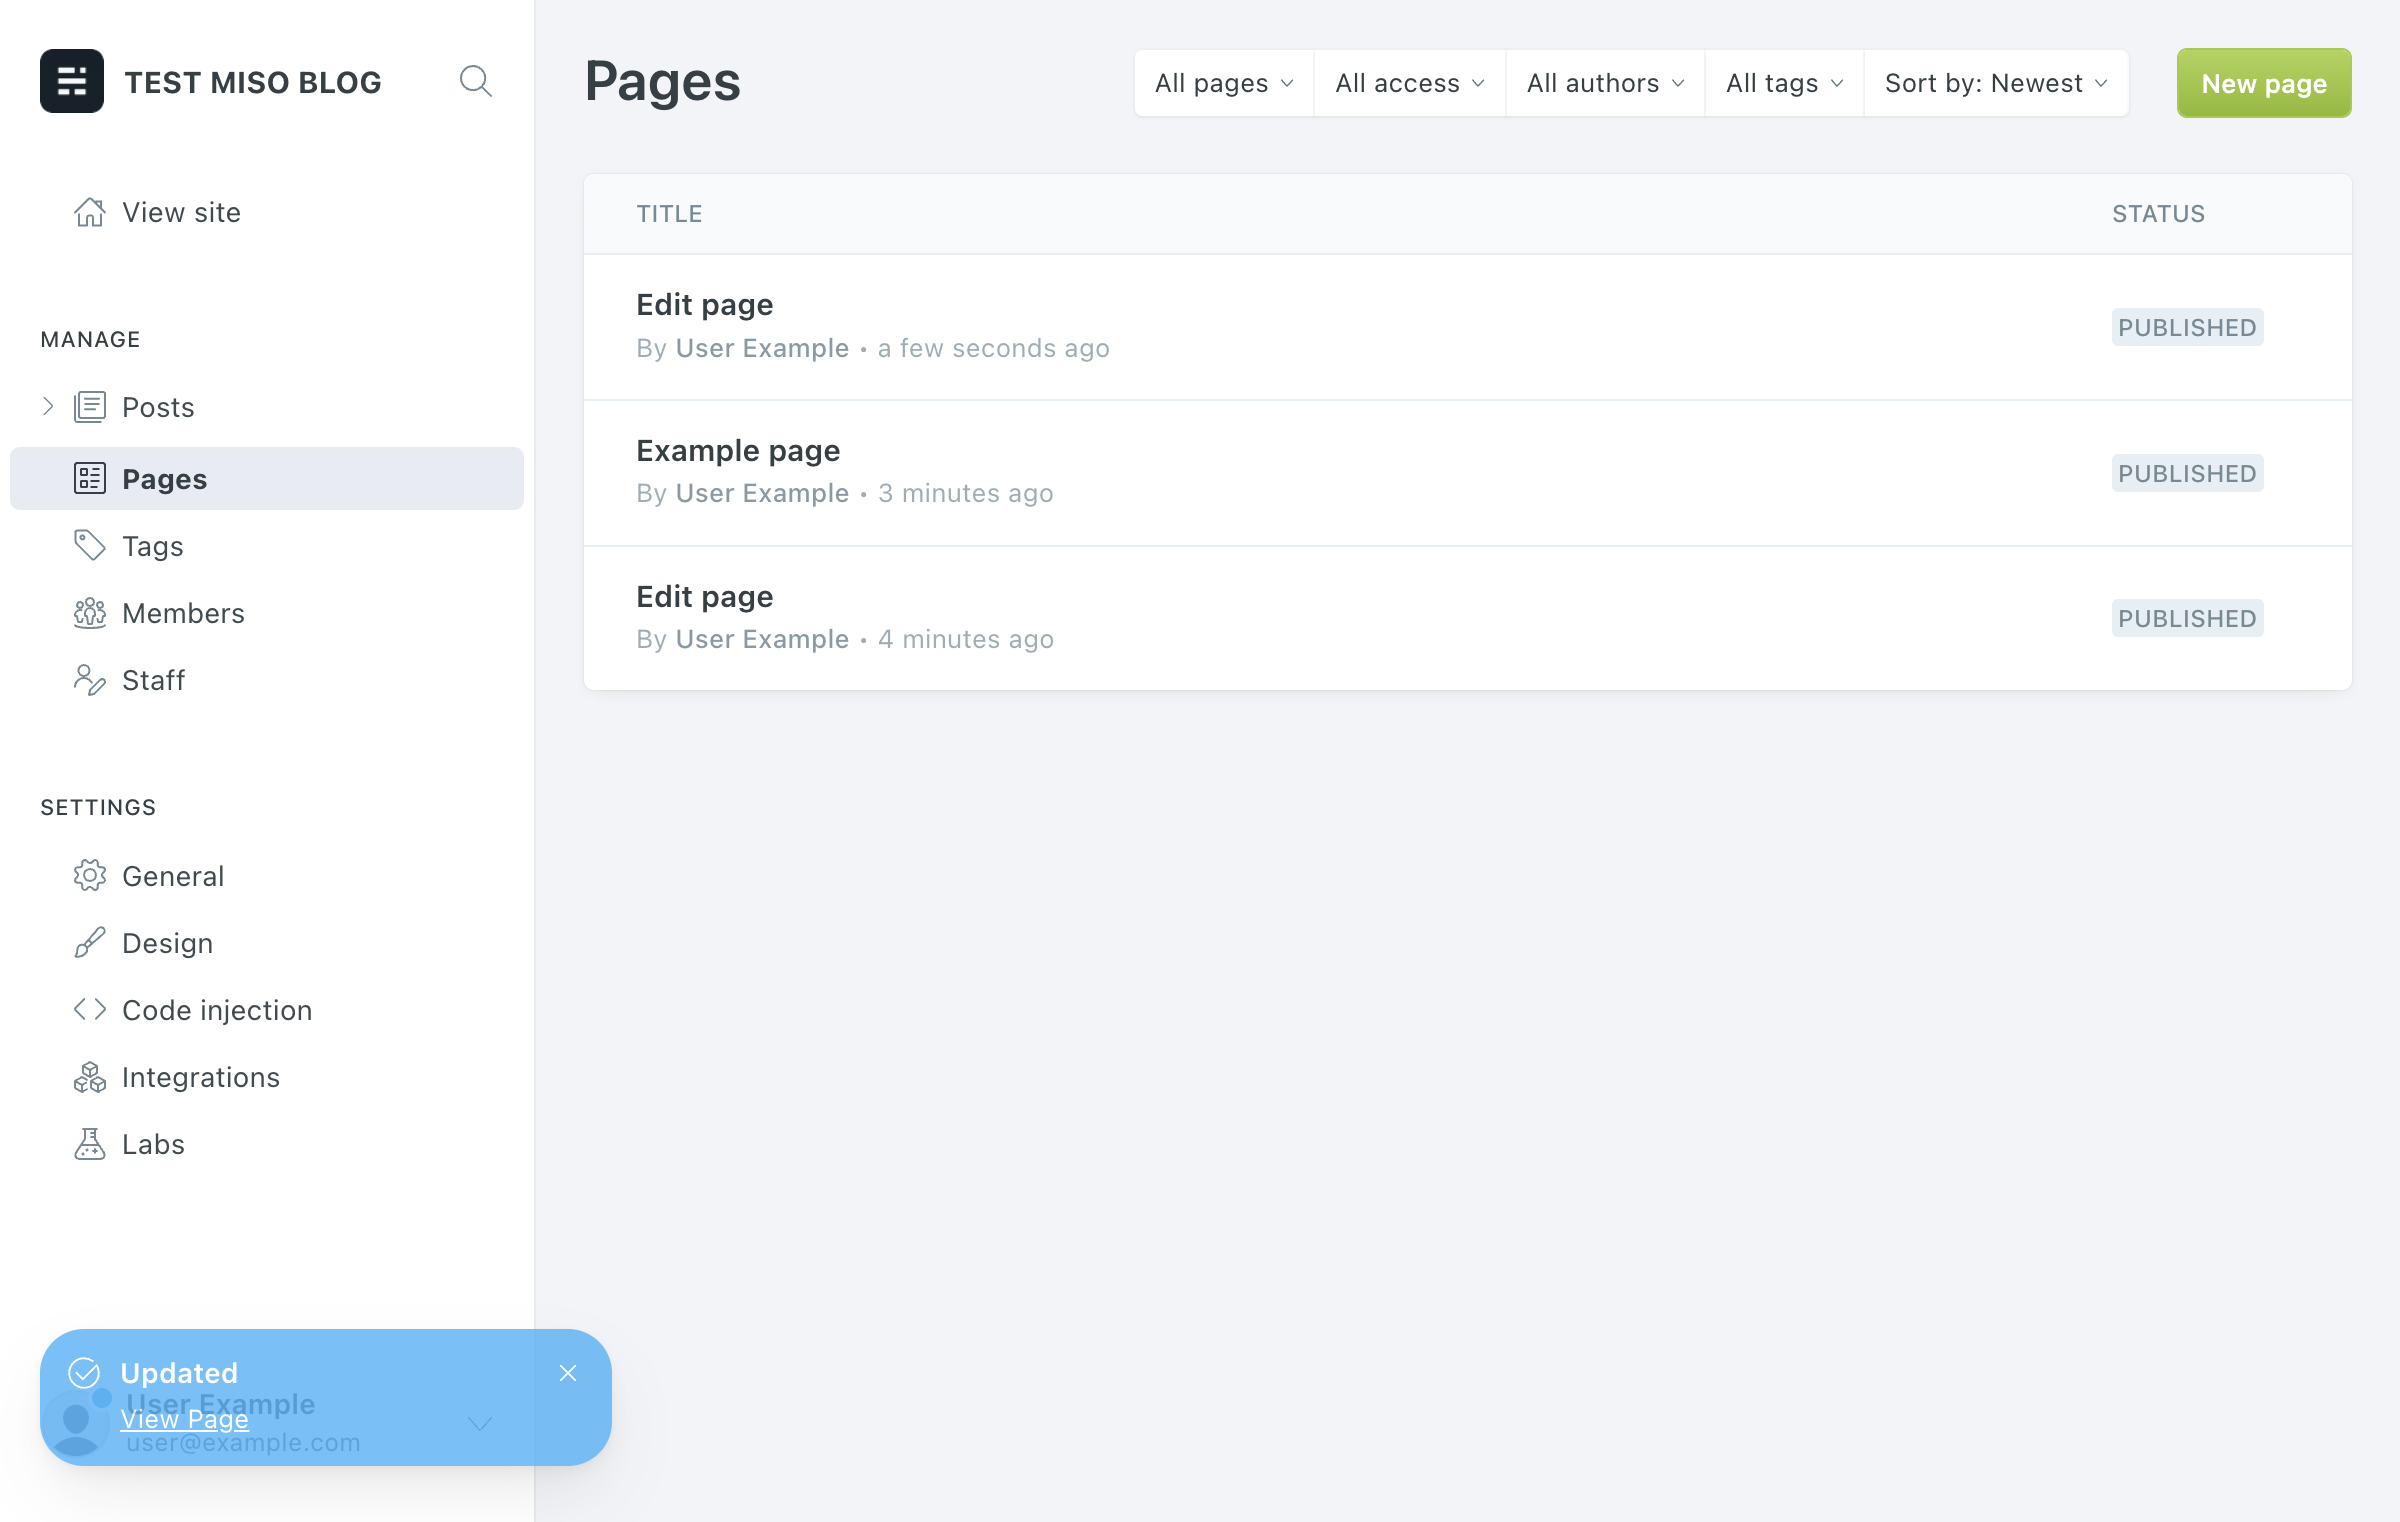 TEST MISO BLOG
View site
MANAGE
Posts
Pages
Tags
Members
Staff
SETTINGS
General
Design
Code injection
Integrations
Labs
Updated
User Example
View Page
user@example.com
Pages
All pages
All access
All authors
All tags
Sort by: Newest
New page
TITLE STATUS
Edit page
By User Example • a few seconds ago
PUBLISHED
Example page
By User Example • 3 minutes ago
PUBLISHED
Edit page
By User Example • 4 minutes ago
PUBLISHED